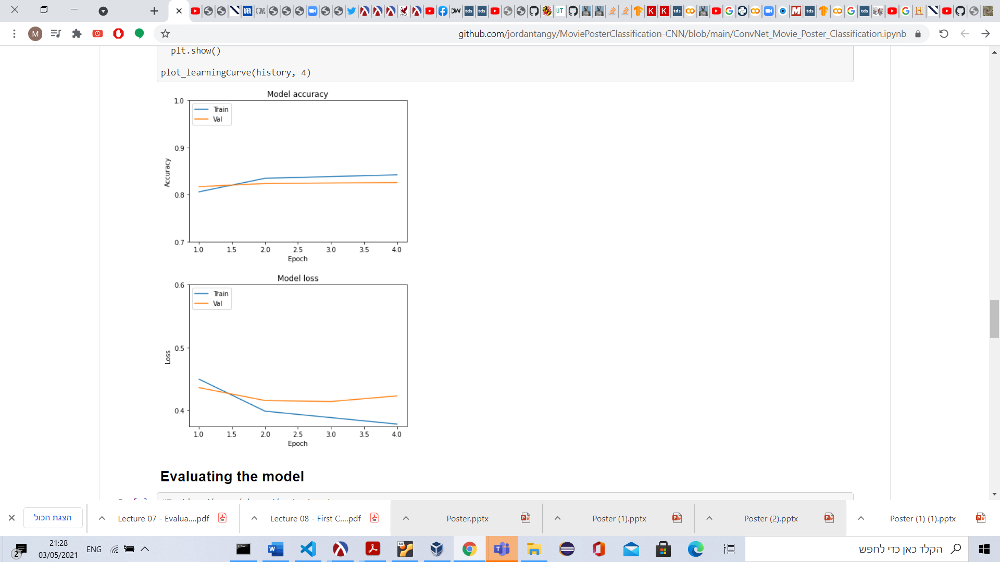 github.com/jordantangy/MoviePosterClassification-CNN/blob/main/ConvNet_Movie_Poster_Classification.ipynb
M
plt.show()
plot_learningCurve(history, 4)
Model accuracy
Train
Val
1.0
0.9
0.8
0.7
Accuracy
1.0 1.5 2.0 2.5 3.0 3.5 4.0
Epoch
Model loss
Train
Val
0.6
0.5
0.4
Loss
1.0 1.5 2.0 2.5 3.0 3.5 4.0
Epoch
Evaluating the model
הצגת הכול
Lecture 07 - Evalua....pdf
Lecture 08 - First C....pdf
Poster.pptx
Poster (1).pptx
Poster (2).pptx
Poster (1) (1).pptx
2
21:28
03/05/2021
ENG
הקלד כאן כדי לחפש